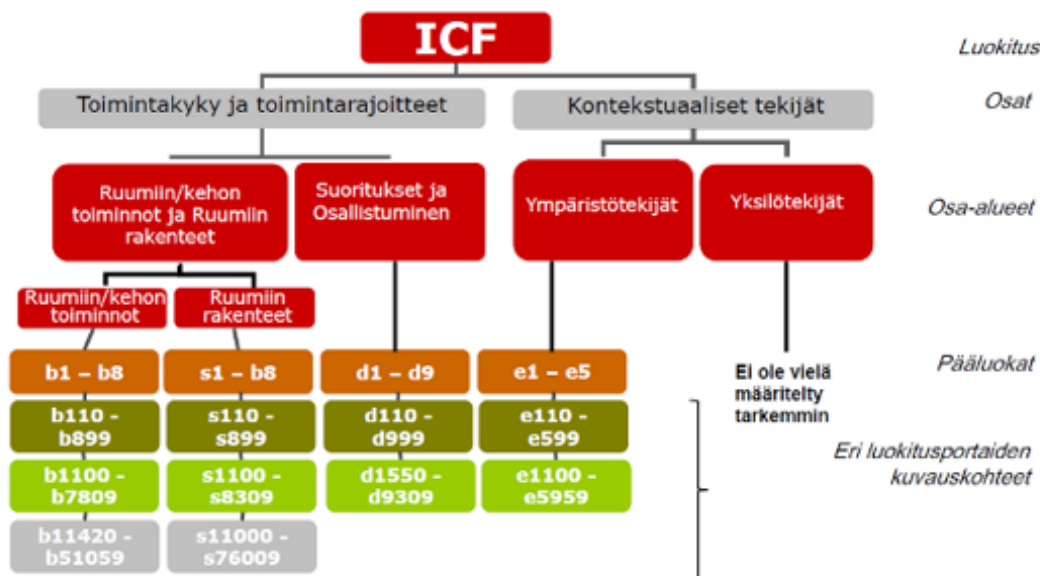 ICF
Luokitus
Toimintakyky ja toimintarajoitteet
Kontekstuaaliset tekijät
Osat
Ruumiin/kehon
toiminnot ja Ruumiin
rakenteet
Suoritukset ja
Osallistuminen
Ympäristötekijät
Yksilötekijät
Osa-alueet
Ruumiin/kehon
toiminnot
Ruumiin
rakenteet
b1 – b8
s1 – b8
d1 – d9
e1 – e5
Ei ole vielä
määritelty
tarkemmin
Pääluokat
b110 -
b899
s110 -
s899
d110 -
d999
e110 -
e599
Eri luokitusportaiden
kuvauskohteet
b1100 -
b7809
s1100 -
s8309
d1550 -
d9309
e1100 -
e5959
b11420 -
b51059
s11000 -
s76009